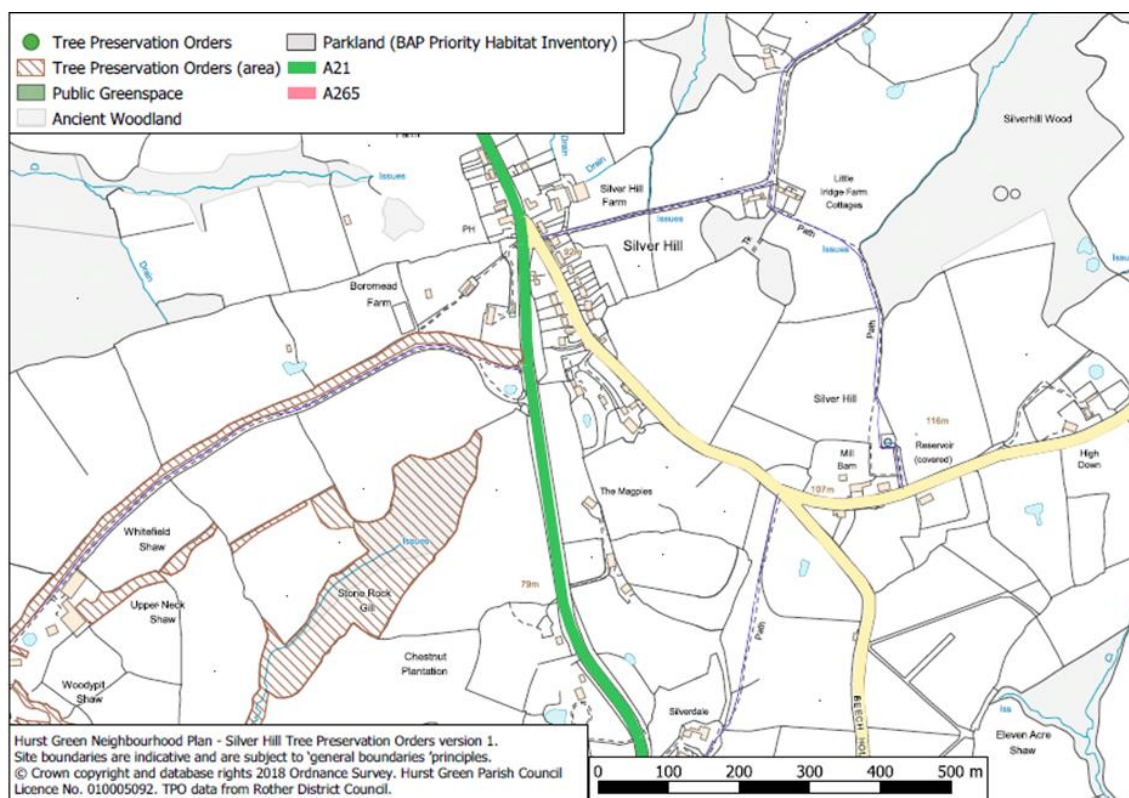 Tree Preservation Orders
Tree Preservation Orders (area)
Public Greenspace
Ancient Woodland
Parkland (BAP Priority Habitat Inventory)
A21
A265
Silverhill Wood
Issues
Drain
Drain
Silver Hill
Farm
Little
Iridge Farm
Cottages
PH
Issues
Tk
Path
Issues
Silver Hill
92m
Drain
Boromead
Farm
Path
Silver Hill
116m
Reservoir
(covered)
Mill
Barn
High
Down
107m
The Magpies
Whitefield
Shaw
Issues
79m
Stone Rock
Gill
Upper Neck
Shaw
Path
Chestnut
Plantation
Woodypit
Shaw
Silverdale
BEECH
Iss
Eleven Acre
Shaw
Hurst Green Neighbourhood Plan - Silver Hill Tree Preservation Orders version 1.
Site boundaries are indicative and are subject to 'general boundaries 'principles.
© Crown copyright and database rights 2018 Ordnance Survey. Hurst Green Parish Council
Licence No. 010005092. TPO data from Rother District Council.
0 100 200 300 400 500 m